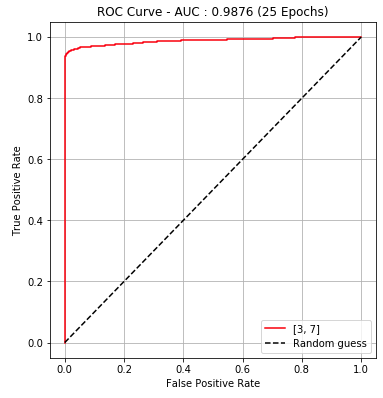 ROC Curve - AUC : 0.9876 (25 Epochs)
True Positive Rate
1.0
0.8
0.6
0.4
0.2
0.0
[3, 7]
Random guess
0.0 0.2 0.4 0.6 0.8 1.0
False Positive Rate